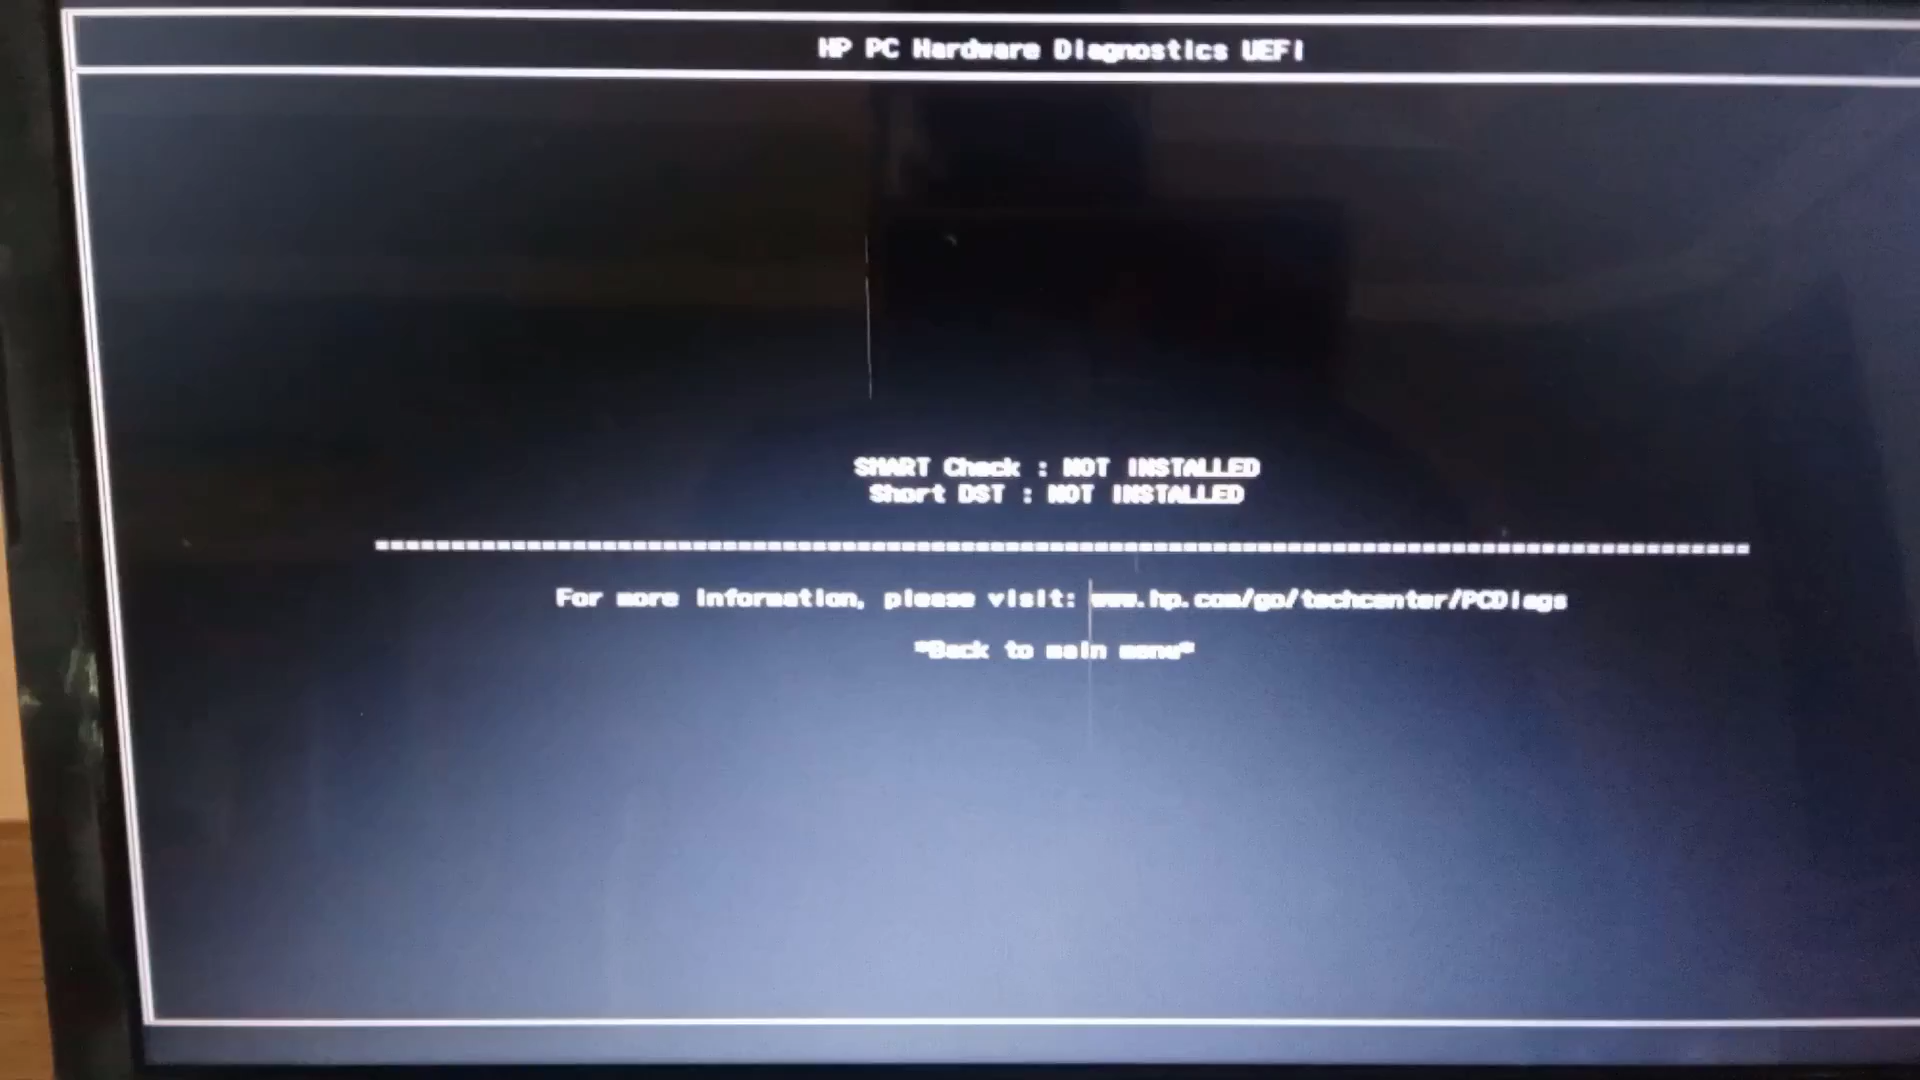 HP PC Hardware Diagnostics UEFI
SMART Check : NOT INSTALLED
Short DST : NOT INSTALLED
For more information, please visit: www.hp.com/go/techcenter/PCDiags
*Back to main menu*